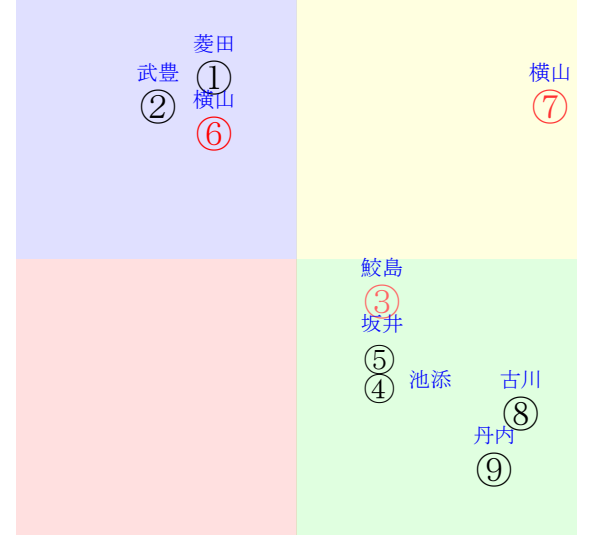 菱田
①
武豊
②
横山
⑥
横山
⑦
鮫島
③
坂井
⑤
④ 池添
古川
⑧
丹内
⑨